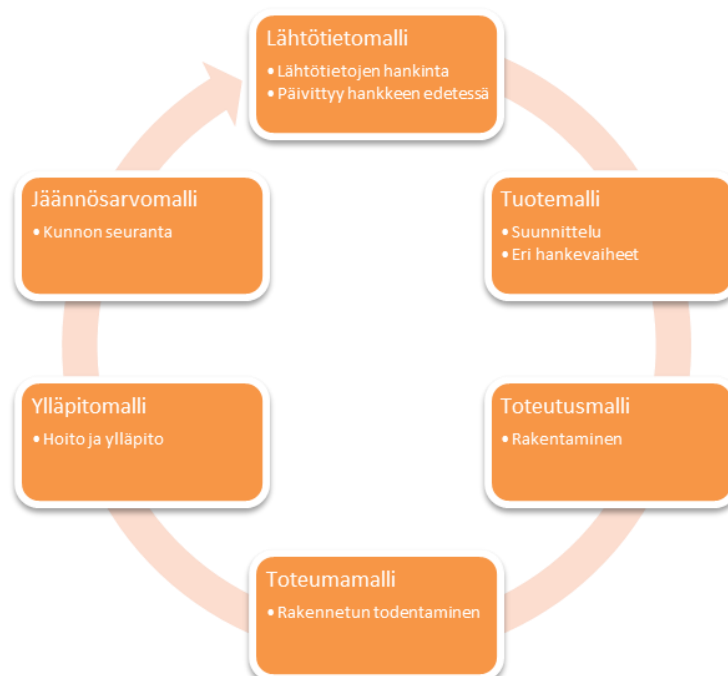 Lähtötietomalli
• Lähtötietojen hankinta
• Päivittyy hankkeen edetessä
Tuotemalli
• Suunnittelu
• Eri hankevaiheet
Toteutusmalli
• Rakentaminen
Toteumamalli
• Rakennetun todentaminen
Ylläpitomalli
• Hoito ja ylläpito
Jäännösarvomalli
• Kunnon seuranta